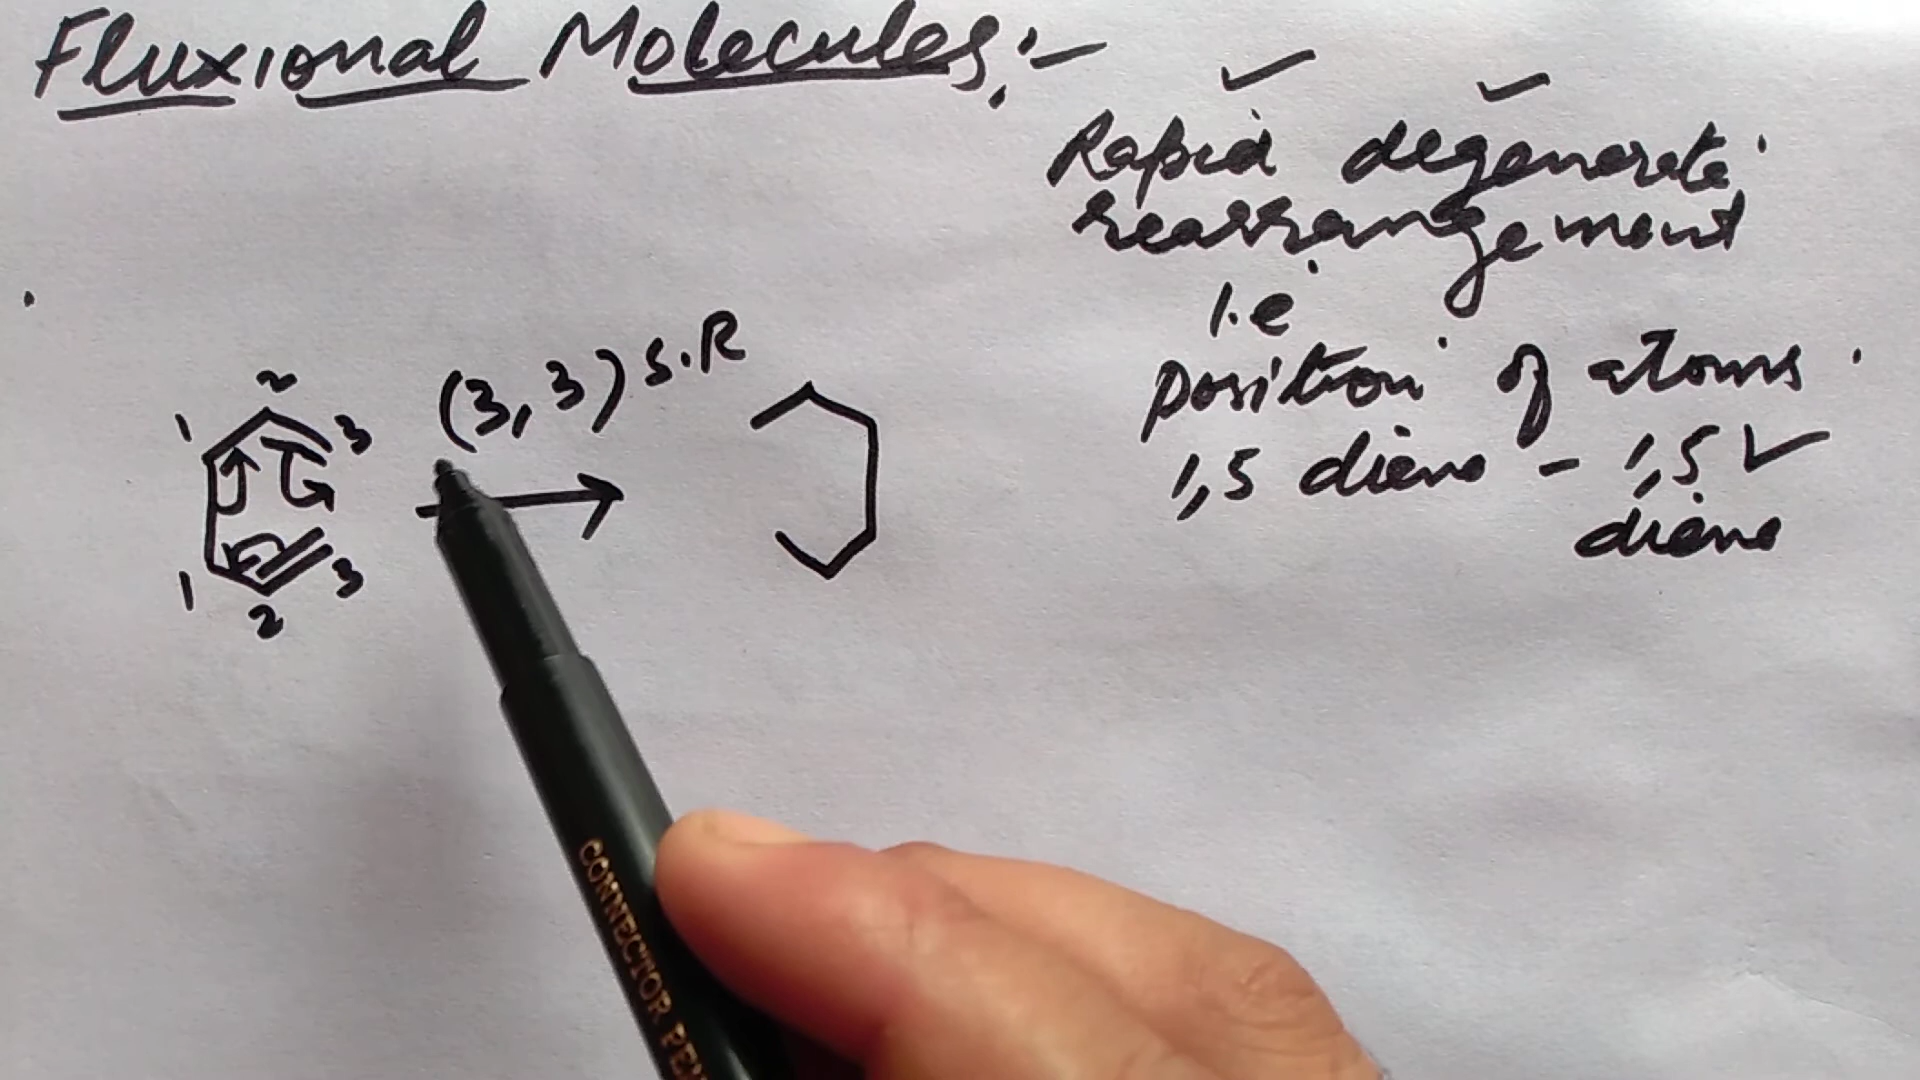 Fluxional Molecules:-
Rapid degenerate
rearrangement
i.e
position of atoms
1,5 diene - 1,5 ✓
diene
(3,3) S.R
2
1
3
1
3
2
CONNECTOR PEN